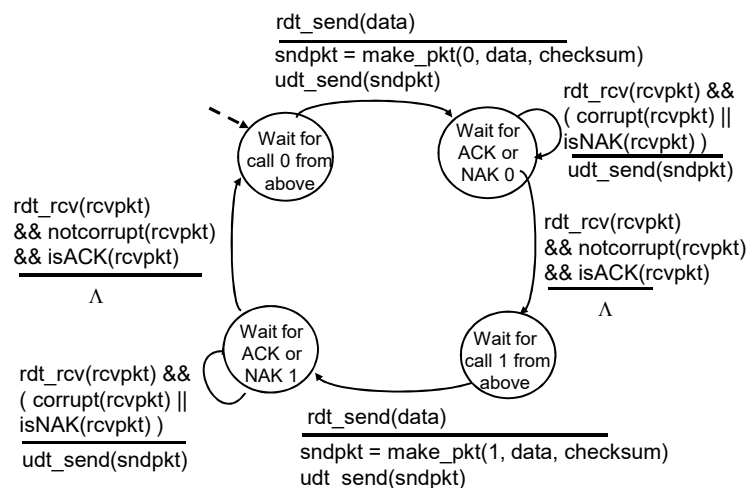 rdt_send(data)
sndpkt = make_pkt(0, data, checksum)
udt_send(sndpkt)
Wait for
call 0 from
above
Wait for
ACK or
NAK 0
rdt_rcv(rcvpkt) &&
( corrupt(rcvpkt) ||
isNAK(rcvpkt) )
udt_send(sndpkt)
rdt_rcv(rcvpkt)
&& notcorrupt(rcvpkt)
&& isACK(rcvpkt)
Λ
rdt_rcv(rcvpkt)
&& notcorrupt(rcvpkt)
&& isACK(rcvpkt)
Λ
Wait for
ACK or
NAK 1
Wait for
call 1 from
above
rdt_rcv(rcvpkt) &&
( corrupt(rcvpkt) ||
isNAK(rcvpkt) )
udt_send(sndpkt)
rdt_send(data)
sndpkt = make_pkt(1, data, checksum)
udt_send(sndpkt)